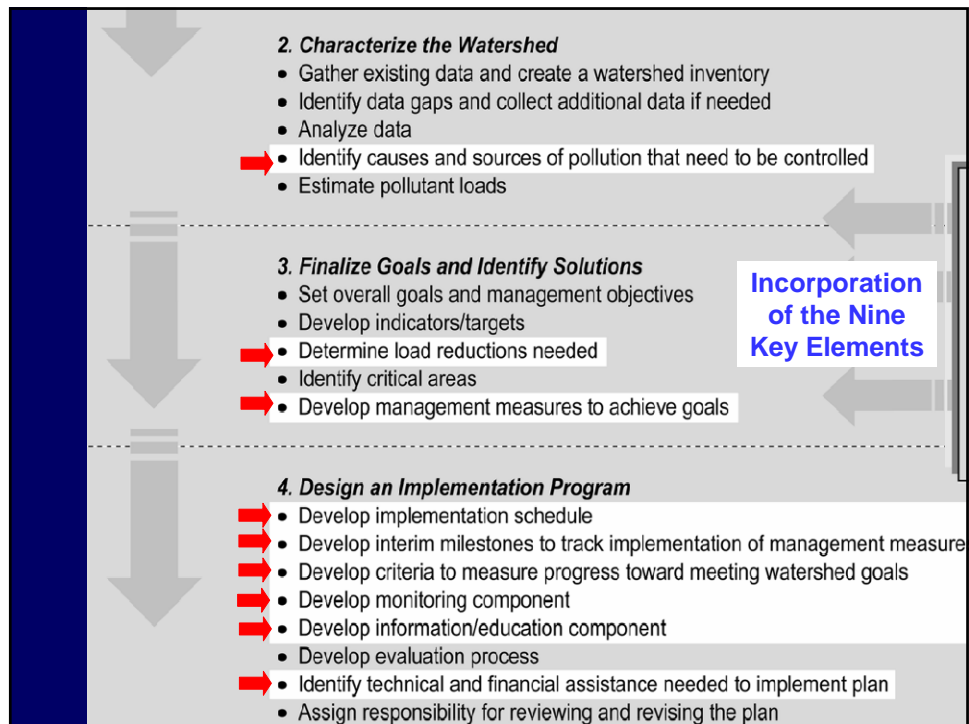 2. Characterize the Watershed
• Gather existing data and create a watershed inventory
• Identify data gaps and collect additional data if needed
• Analyze data
• Identify causes and sources of pollution that need to be controlled
• Estimate pollutant loads
3. Finalize Goals and Identify Solutions
• Set overall goals and management objectives
• Develop indicators/targets
• Determine load reductions needed
• Identify critical areas
• Develop management measures to achieve goals
Incorporation
of the Nine
Key Elements
4. Design an Implementation Program
• Develop implementation schedule
• Develop interim milestones to track implementation of management measure
• Develop criteria to measure progress toward meeting watershed goals
• Develop monitoring component
• Develop information/education component
• Develop evaluation process
• Identify technical and financial assistance needed to implement plan
• Assign responsibility for reviewing and revising the plan